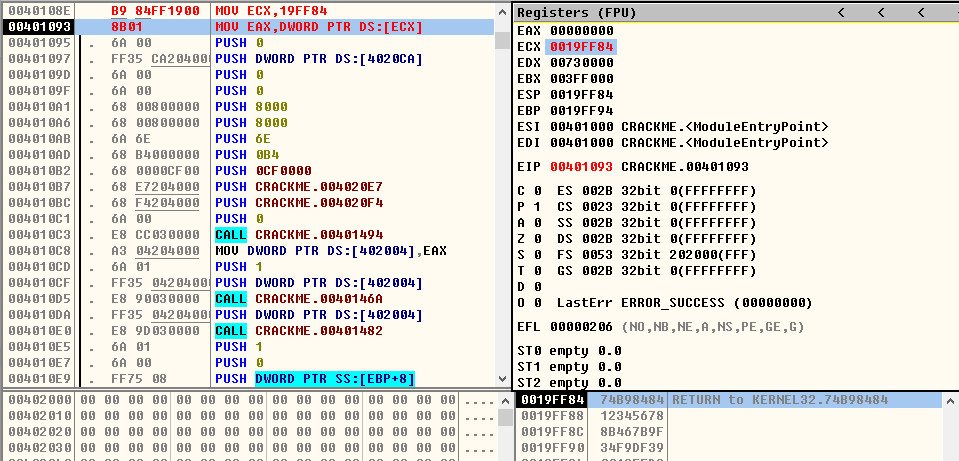 0040108E B9 84FF1900 MOV ECX,19FF84
00401093 8B01 MOV EAX,DWORD PTR DS:[ECX]
00401095 . 6A 00 PUSH 0
00401097 . FF35 CA204000 PUSH DWORD PTR DS:[4020CA]
0040109D . 6A 00 PUSH 0
0040109F . 6A 00 PUSH 0
004010A1 . 68 00800000 PUSH 8000
004010A6 . 68 00800000 PUSH 8000
004010AB . 6A 6E PUSH 6E
004010AD . 68 B4000000 PUSH 0B4
004010B2 . 68 0000CF00 PUSH 0CF0000
004010B7 . 68 E7204000 PUSH CRACKME.004020E7
004010BC . 68 F4204000 PUSH CRACKME.004020F4
004010C1 . 6A 00 PUSH 0
004010C3 . E8 CC030000 CALL CRACKME.00401494
004010C8 . A3 04204000 MOV DWORD PTR DS:[402004],EAX
004010CD . 6A 01 PUSH 1
004010CF . FF35 04204000 PUSH DWORD PTR DS:[402004]
004010D5 . E8 90030000 CALL CRACKME.0040146A
004010DA . FF35 04204000 PUSH DWORD PTR DS:[402004]
004010E0 . E8 9D030000 CALL CRACKME.00401482
004010E5 . 6A 01 PUSH 1
004010E7 . 6A 00 PUSH 0
004010E9 . FF75 08 PUSH DWORD PTR SS:[EBP+8]
Registers (FPU) < < <
EAX 00000000
ECX 0019FF84
EDX 00730000
EBX 003FF000
ESP 0019FF84
EBP 0019FF94
ESI 00401000 CRACKME.<ModuleEntryPoint>
EDI 00401000 CRACKME.<ModuleEntryPoint>
EIP 00401093 CRACKME.00401093
C 0 ES 002B 32bit 0(FFFFFFFF)
P 1 CS 0023 32bit 0(FFFFFFFF)
A 0 SS 002B 32bit 0(FFFFFFFF)
Z 0 DS 002B 32bit 0(FFFFFFFF)
S 0 FS 0053 32bit 202000(FFF)
T 0 GS 002B 32bit 0(FFFFFFFF)
D 0
O 0 LastErr ERROR_SUCCESS (00000000)
EFL 00000206 (NO,NB,NE,A,NS,PE,GE,G)
ST0 empty 0.0
ST1 empty 0.0
ST2 empty 0.0
00402000 00 00 00 00 00 00 00 00 00 00 00 00 00 00 00 00 ....
00402010 00 00 00 00 00 00 00 00 00 00 00 00 00 00 00 00 ....
00402020 00 00 00 00 00 00 00 00 00 00 00 00 00 00 00 00 ....
00402030 00 00 00 00 00 00 00 00 00 00 00 00 00 00 00 00 ....
0019FF84 74B98484 RETURN to KERNEL32.74B98484
0019FF88 12345678
0019FF8C 8B467B9F
0019FF90 34F9DF39